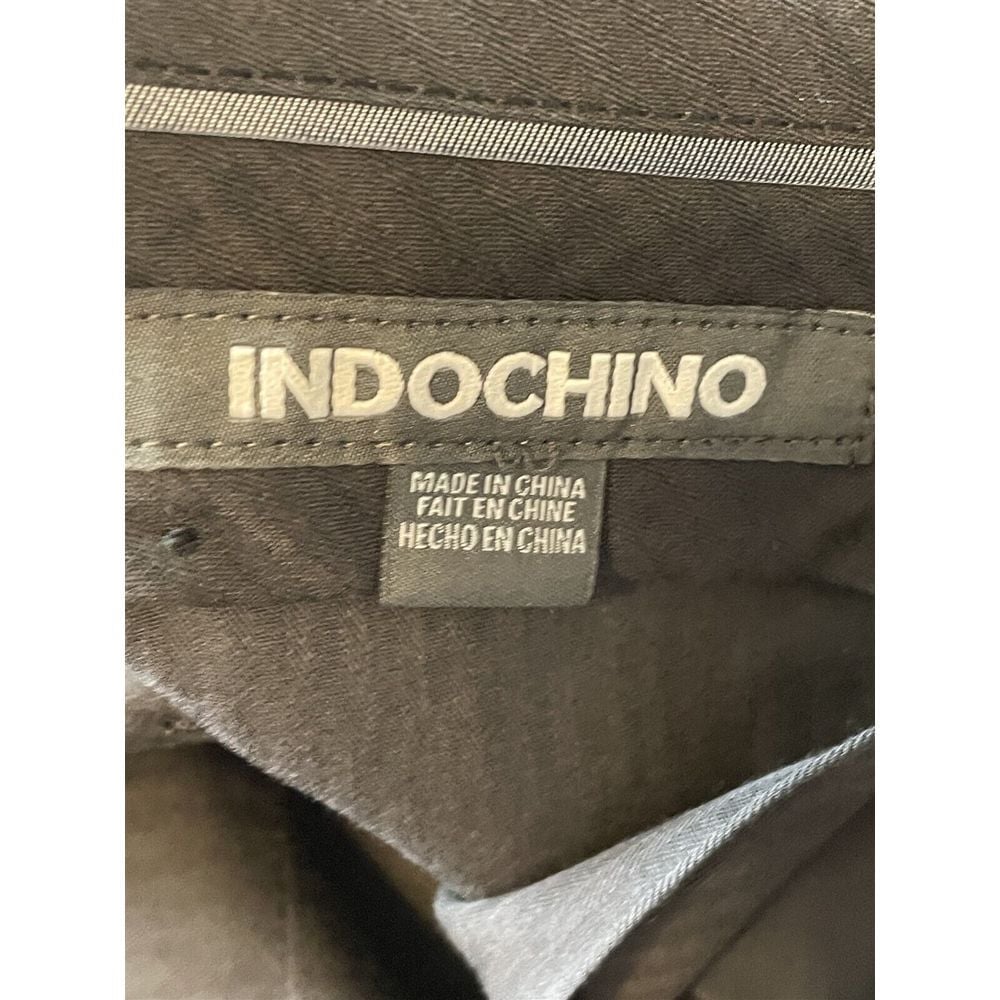 INDOCHINO
MADE IN CHINA
FAIT EN CHINE
HECHO EN CHINA